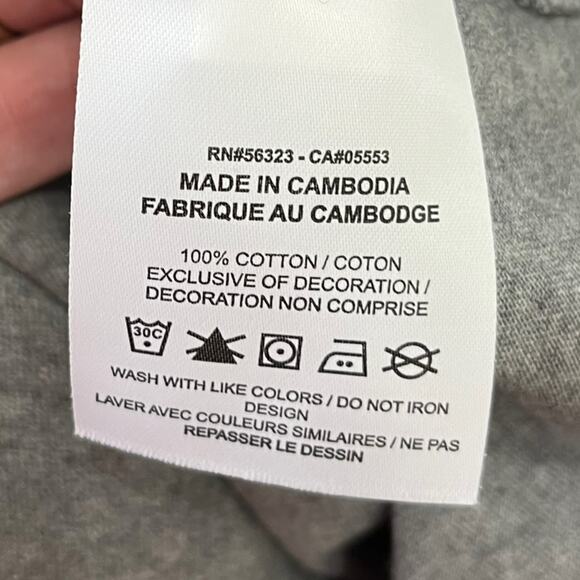 RN#56323 - CA#05553
MADE IN CAMBODIA
FABRIQUE AU CAMBODGE
100% COTTON / COTON
EXCLUSIVE OF DECORATION /
DECORATION NON COMPRISE
30C
WASH WITH LIKE COLORS / DO NOT IRON
DESIGN
LAVER AVEC COULEURS SIMILAIRES / NE PAS
REPASSER LE DESSIN